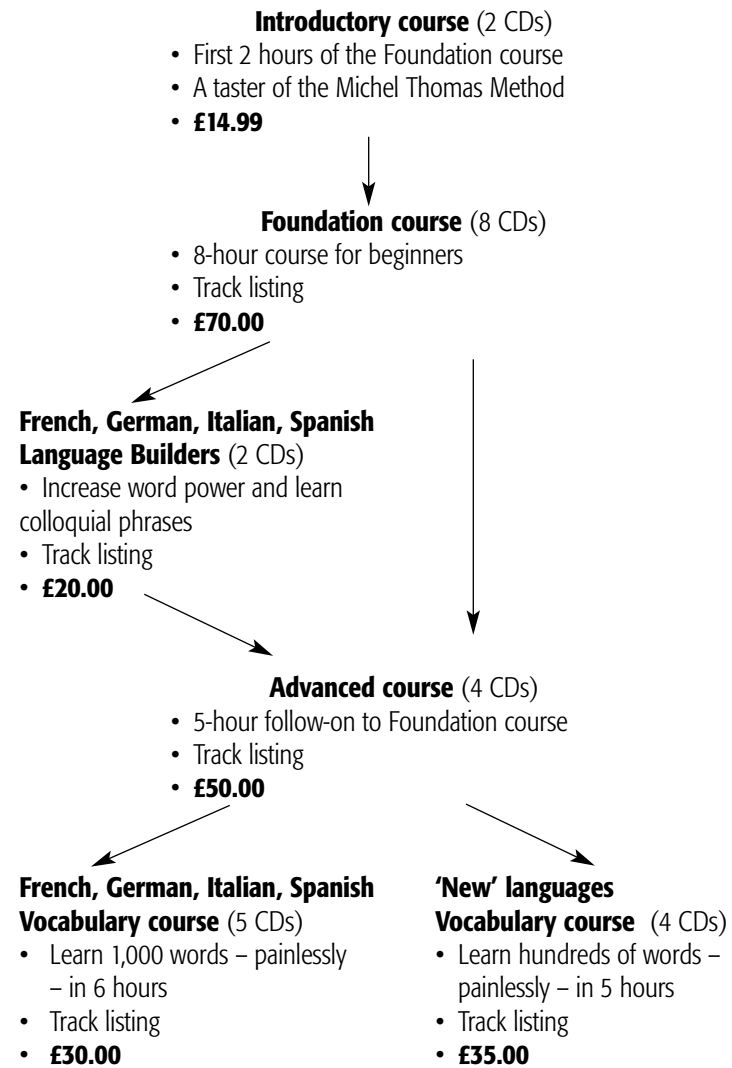 Introductory course (2 CDs)
• First 2 hours of the Foundation course
• A taster of the Michel Thomas Method
• £14.99
Foundation course (8 CDs)
• 8-hour course for beginners
• Track listing
• £70.00
French, German, Italian, Spanish
Language Builders (2 CDs)
• Increase word power and learn
colloquial phrases
• Track listing
• £20.00
Advanced course (4 CDs)
• 5-hour follow-on to Foundation course
• Track listing
• £50.00
French, German, Italian, Spanish
Vocabulary course (5 CDs)
• Learn 1,000 words – painlessly
– in 6 hours
• Track listing
• £30.00
‘New’ languages
Vocabulary course (4 CDs)
• Learn hundreds of words –
painlessly – in 5 hours
• Track listing
• £35.00